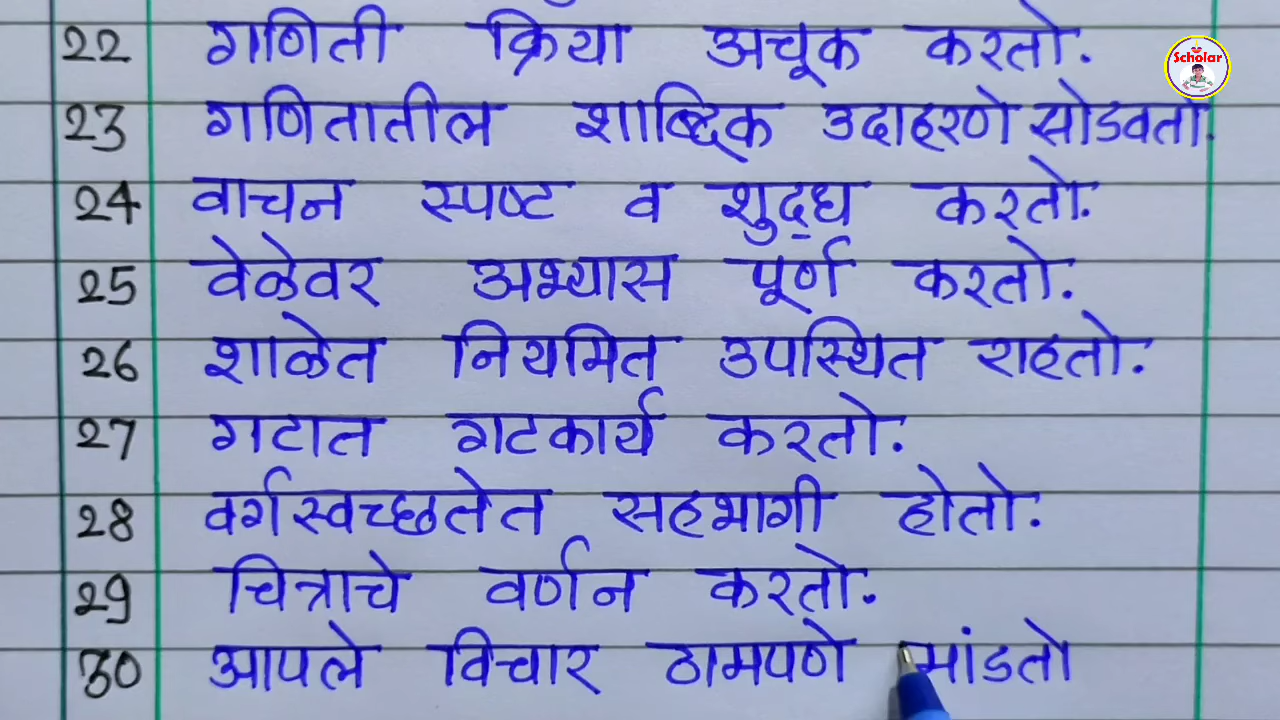 22 गणिती क्रिया अचूक करतो.
Scholar
23 गणितातील शाब्दिक उदाहरणे सोडवतो.
24 वाचन स्पष्ट व शुद्ध करतो.
25 वेळेवर अभ्यास पूर्ण करतो.
26 शाळेत नियमित उपस्थित राहतो.
27 गटात गटकार्य करतो.
28 वर्गस्वच्छतेत सहभागी होतो.
29 चित्राचे वर्णन करतो.
30 आपले विचार ठामपणे मांडतो